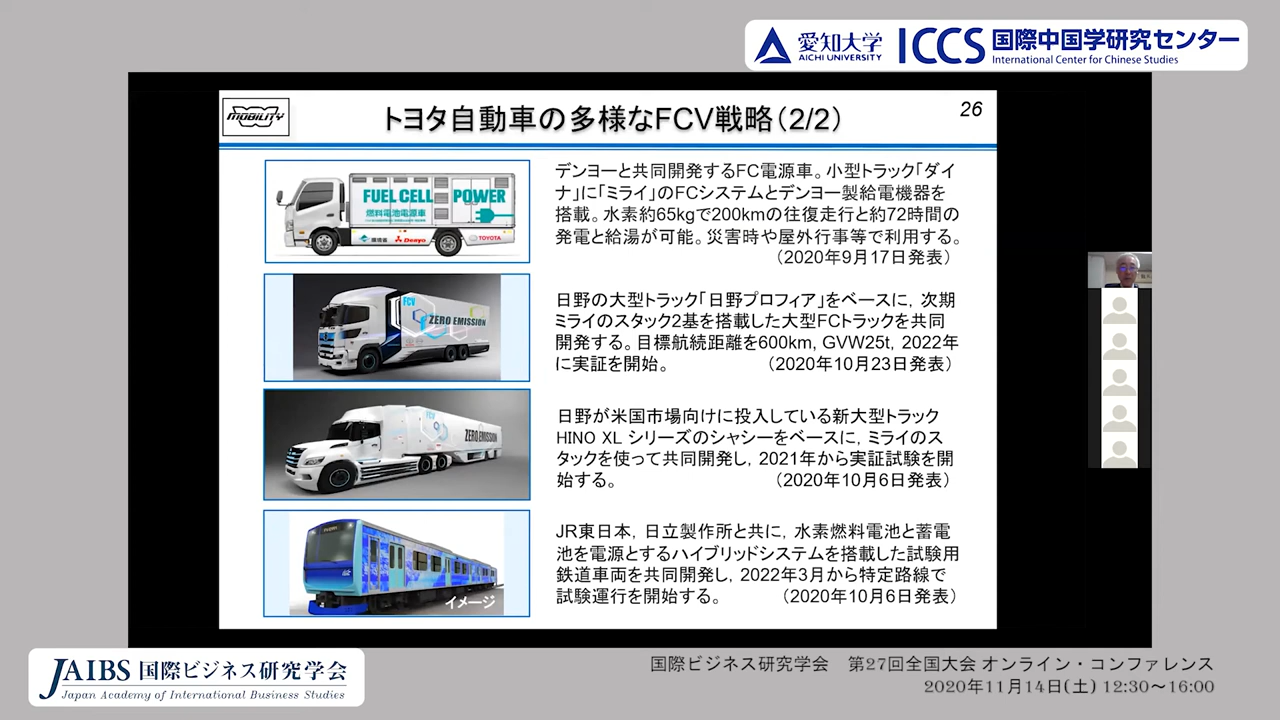 愛知大学
AICHI UNIVERSITY
ICCS 国際中国学研究センター
International Center for Chinese Studies
MOBILITY
トヨタ自動車の多様なFCV戦略(2/2)
26
FUEL CELL POWER
燃料電池電源車
環境省 Denyo TOYOTA
デンヨーと共同開発するFC電源車。小型トラック「ダイ
ナ」に「ミライ」のFCシステムとデンヨー製給電機器を
搭載。水素約65kgで200kmの往復走行と約72時間の
発電と給湯が可能。災害時や屋外行事等で利用する。
(2020年9月17日発表)
FCV
ZERO EMISSION
日野の大型トラック「日野プロフィア」をベースに,次期
ミライのスタック2基を搭載した大型FCトラックを共同
開発する。目標航続距離を600km, GVW25t, 2022年
に実証を開始。 (2020年10月23日発表)
FCV
ZERO EMISSION
日野が米国市場向けに投入している新大型トラック
HINO XL シリーズのシャシーをベースに,ミライのス
タックを使って共同開発し,2021年から実証試験を開
始する。 (2020年10月6日発表)
イメージ
JR東日本,日立製作所と共に,水素燃料電池と蓄電
池を電源とするハイブリッドシステムを搭載した試験用
鉄道車両を共同開発し,2022年3月から特定路線で
試験運行を開始する。 (2020年10月6日発表)
JAIBS 国際ビジネス研究学会
Japan Academy of International Business Studies
国際ビジネス研究学会 第27回全国大会 オンライン・コンファレンス
2020年11月14日(土) 12:30〜16:00